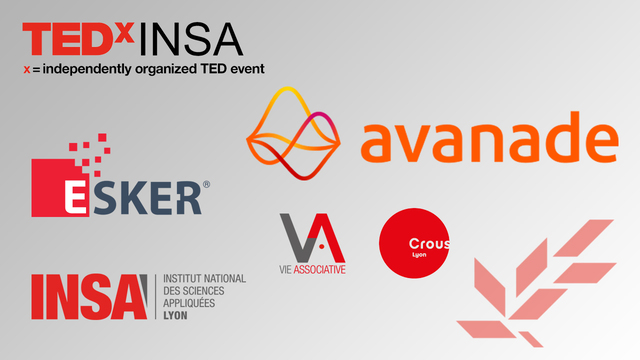 TEDxINSA
x = independently organized TED event
avanade
ESKER®
VA
VIE ASSOCIATIVE
Crous
Lyon
INSA
INSTITUT NATIONAL
DES SCIENCES
APPLIQUÉES
LYON